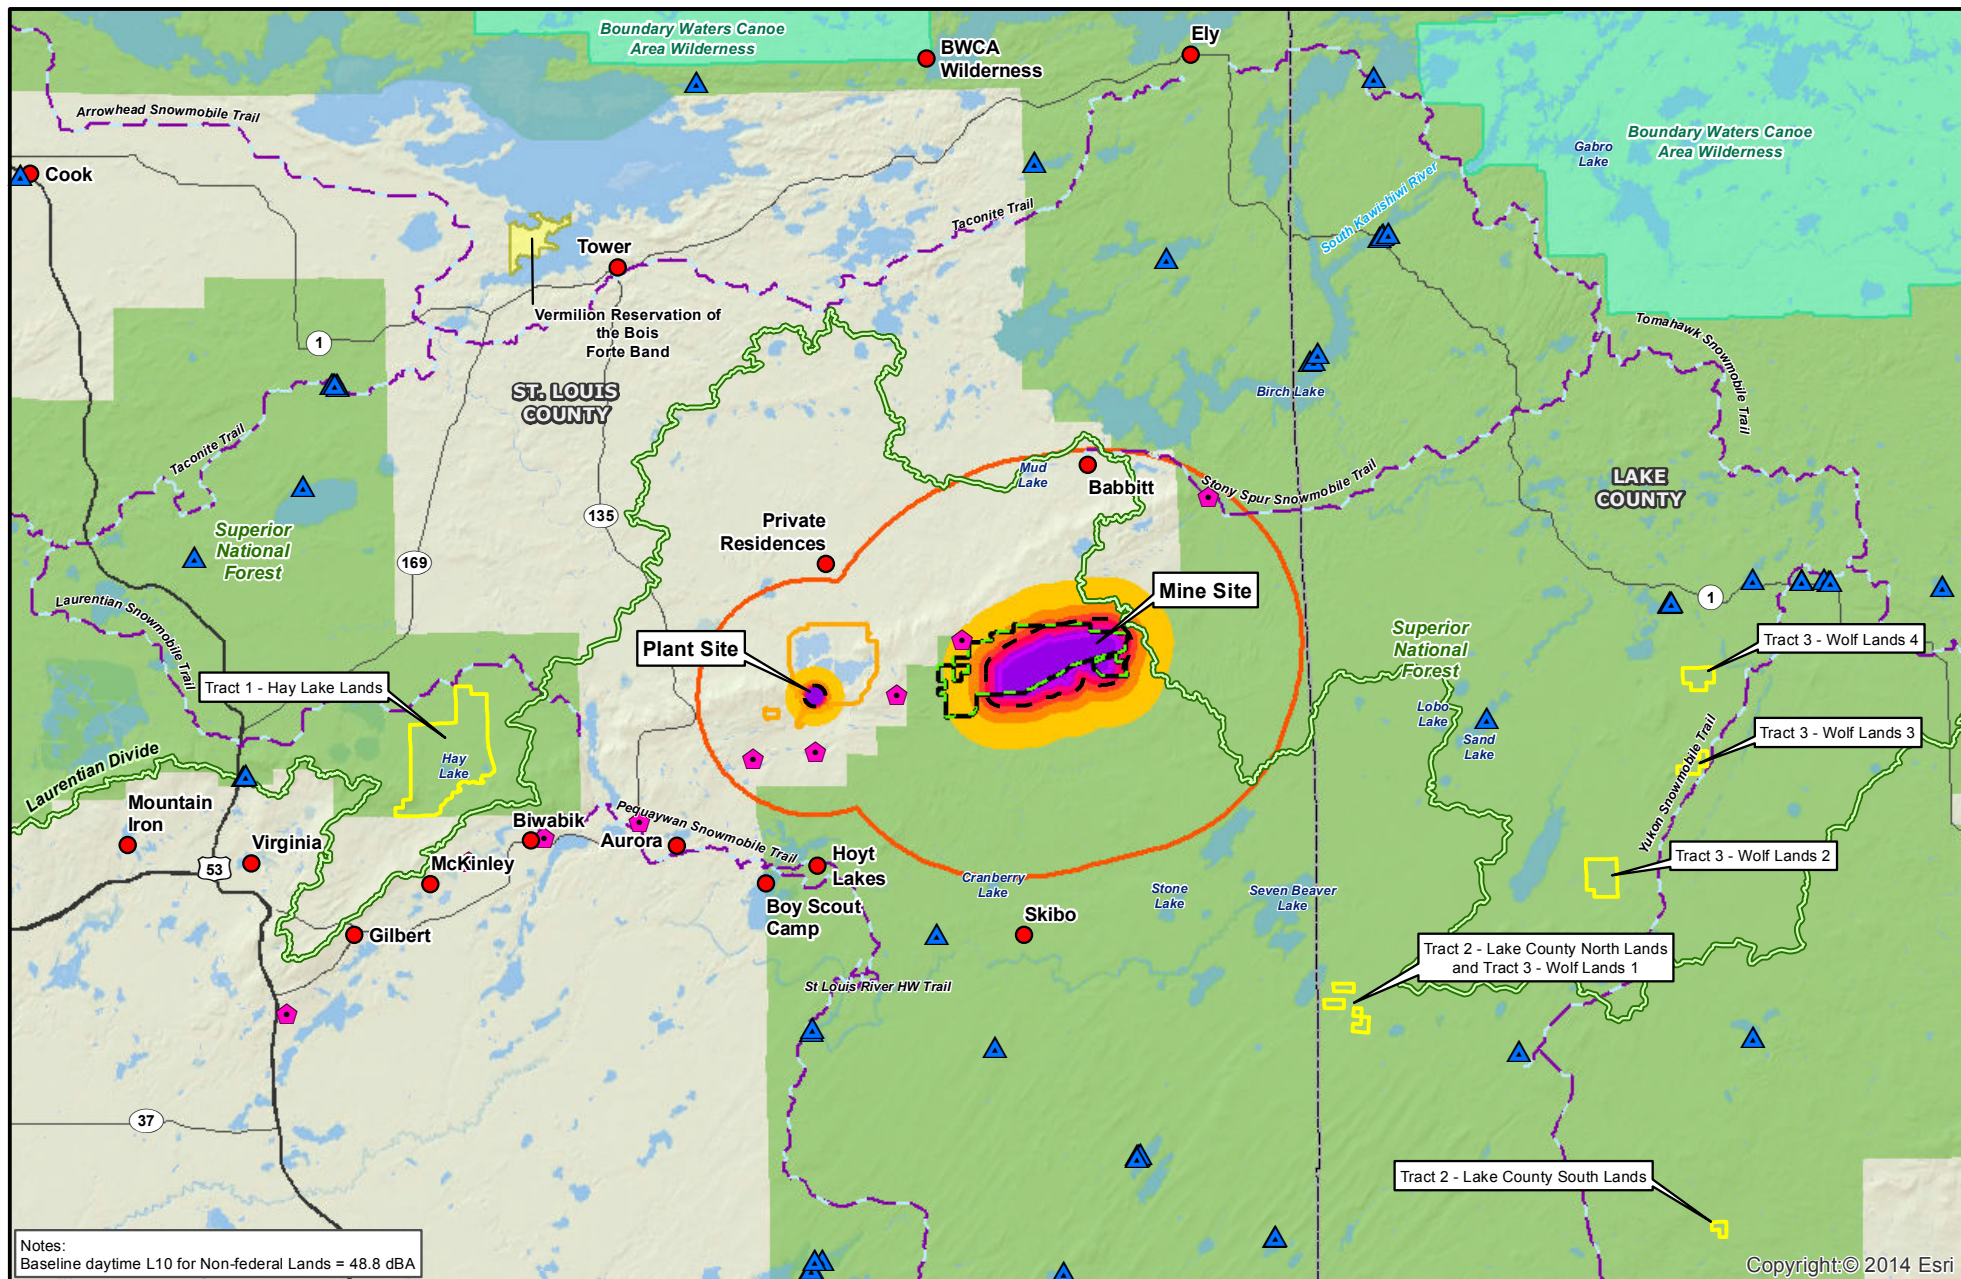 Boundary Waters Canoe
Area Wilderness
BWCA
Wilderness
Ely
Arrowhead Snowmobile Trail
Cook
Boundary Waters Canoe
Area Wilderness
Gabro
Lake
South Kawishiwi River
Taconite Trail
Tower
Vermilion Reservation of
the Bois
Forte Band
1
ST. LOUIS
COUNTY
Tomahawk Snowmobile Trail
Birch Lake
Taconite Trail
Mud
Lake
Babbitt
Stony Spur Snowmobile Trail
LAKE
COUNTY
Superior
National
Forest
135
169
Private
Residences
Laurentian Snowmobile Trail
Mine Site
1
Plant Site
Superior
National
Forest
Tract 3 - Wolf Lands 4
Tract 1 - Hay Lake Lands
Hay
Lake
Lobo
Lake
Sand
Lake
Tract 3 - Wolf Lands 3
Yukon Snowmobile Trail
Laurentian Divide
Mountain
Iron
Virginia
53
McKinley
Biwabik
Aurora
Pequaywan Snowmobile Trail
Hoyt
Lakes
Boy Scout
Camp
Cranberry
Lake
Stone
Lake
Seven Beaver
Lake
Tract 3 - Wolf Lands 2
Gilbert
Skibo
Tract 2 - Lake County North Lands
and Tract 3 - Wolf Lands 1
St Louis River HW Trail
37
Tract 2 - Lake County South Lands
Notes:
Baseline daytime L10 for Non-federal Lands = 48.8 dBA
Copyright:© 2014 Esri